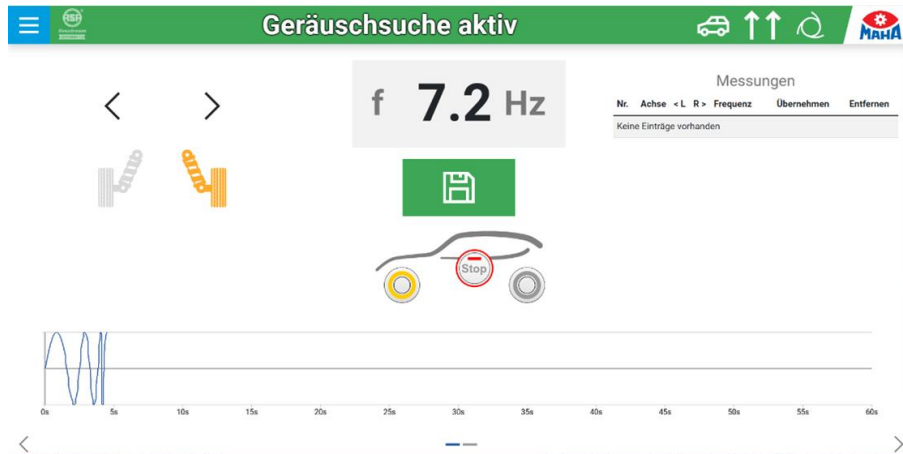 Geräuschsuche aktiv
MAHA
f 7.2 Hz
Messungen
Nr. Achse < L R > Frequenz Übernehmen Entfernen
Keine Einträge vorhanden
Stop
0s 5s 10s 15s 20s 25s 30s 35s 40s 45s 50s 55s 60s